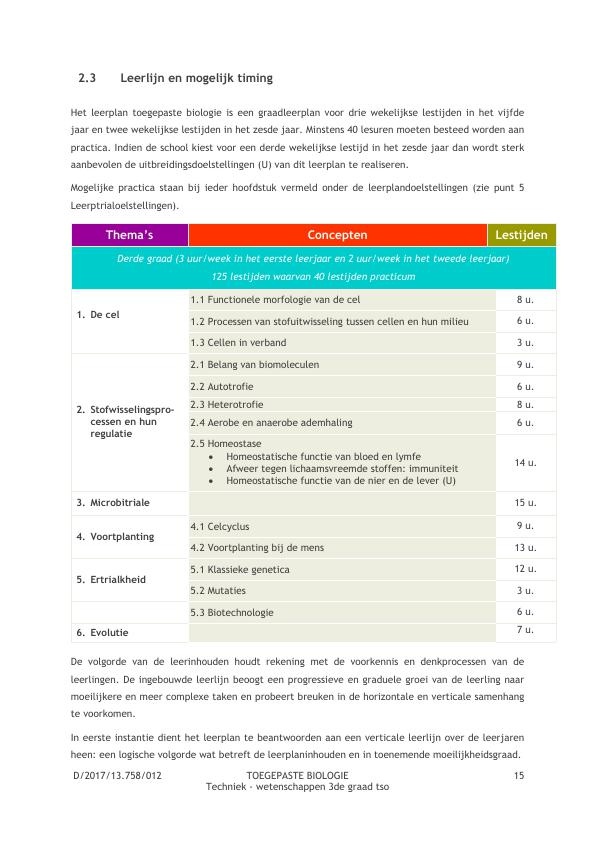 2.3 Leerlijn en mogelijk timing
Het leerplan toegepaste biologie is een graadleerplan voor drie wekelijkse lestijden in het vijfde
jaar en twee wekelijkse lestijden in het zesde jaar. Minstens 40 lesuren moeten besteed worden aan
practica. Indien de school kiest voor een derde wekelijkse lestijd in het zesde jaar dan wordt sterk
aanbevolen de uitbreidingsdoelstellingen (U) van dit leerplan te realiseren.
Mogelijke practica staan bij ieder hoofdstuk vermeld onder de leerplandoelstellingen (zie punt 5
Leerptrialoelstellingen).
Thema's Concepten Lestijden
Derde graad (3 uur/week in het eerste leerjaar en 2 uur/week in het tweede leerjaar)
125 lestijden waarvan 40 lestijden practicum
1. De cel
1.1 Functionele morfologie van de cel 8 u.
1.2 Processen van stofuitwisseling tussen cellen en hun milieu 6 u.
1.3 Cellen in verband 3 u.
2. Stofwisselingspro-
cessen en hun
regulatie
2.1 Belang van biomoleculen 9 u.
2.2 Autotrofie 6 u.
2.3 Heterotrofie 8 u.
2.4 Aerobe en anaerobe ademhaling 6 u.
2.5 Homeostase
• Homeostatische functie van bloed en lymfe
• Afweer tegen lichaamsvreemde stoffen: immuniteit 14 u.
• Homeostatische functie van de nier en de lever (U)
3. Microbitriale 15 u.
4. Voortplanting
4.1 Celcyclus 9 u.
4.2 Voortplanting bij de mens 13 u.
5. Ertrialkheid
5.1 Klassieke genetica 12 u.
5.2 Mutaties 3 u.
5.3 Biotechnologie 6 u.
6. Evolutie 7 u.
De volgorde van de leerinhouden houdt rekening met de voorkennis en denkprocessen van de
leerlingen. De ingebouwde leerlijn beoogt een progressieve en graduele groei van de leerling naar
moeilijkere en meer complexe taken en probeert breuken in de horizontale en verticale samenhang
te voorkomen.
In eerste instantie dient het leerplan te beantwoorden aan een verticale leerlijn over de leerjaren
heen: een logische volgorde wat betreft de leerplaninhouden en in toenemende moeilijkheidsgraad.
D/2017/13.758/012 TOEGEPASTE BIOLOGIE 15
Techniek - wetenschappen 3de graad tso